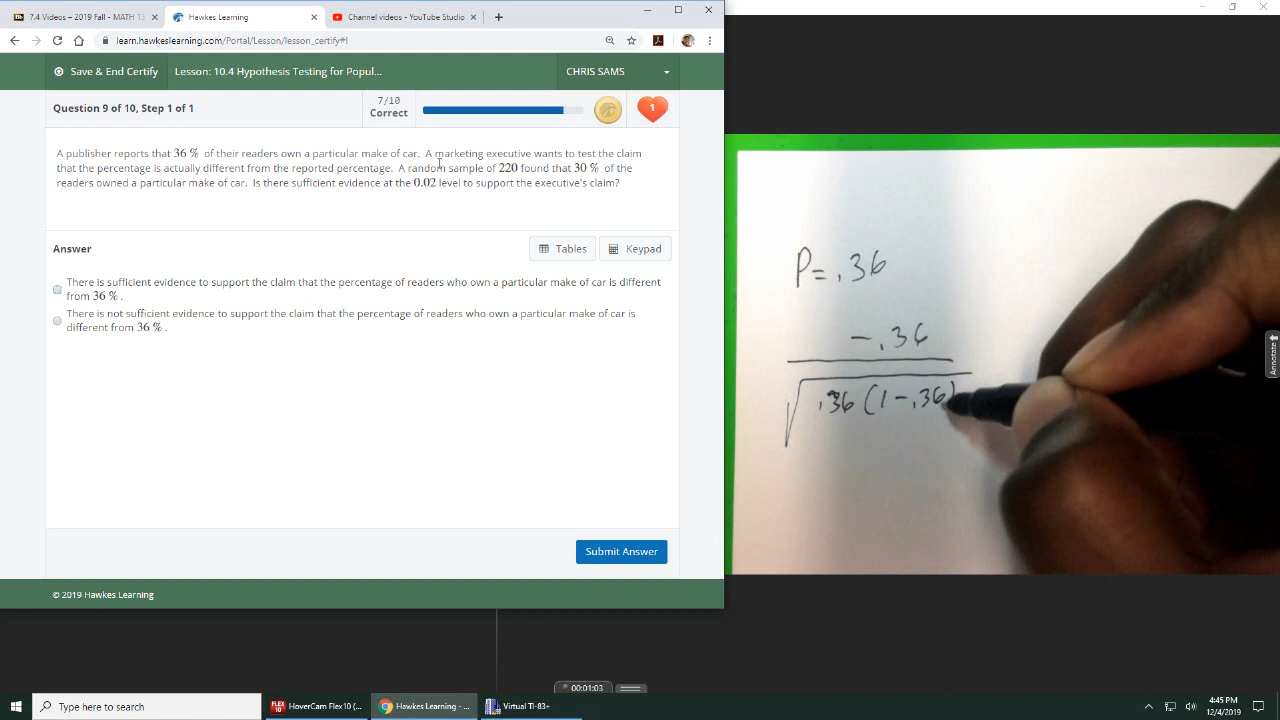 7.4 Videos – 2019 Fall - MATH 13
Hawkes Learning
Channel videos - YouTube Studio
learn.hawkeslearning.com/Portal/Lesson/lesson_certify#!
Save & End Certify
Lesson: 10.4 Hypothesis Testing for Popul...
CHRIS SAMS
Question 9 of 10, Step 1 of 1
7/10
Correct
1
A publisher reports that 36 % of their readers own a particular make of car. A marketing executive wants to test the claim
that the percentage is actually different from the reported percentage. A random sample of 220 found that 30 % of the
readers owned a particular make of car. Is there sufficient evidence at the 0.02 level to support the executive's claim?
Answer
Tables
Keypad
There is sufficient evidence to support the claim that the percentage of readers who own a particular make of car is different
from 36 % .
There is not sufficient evidence to support the claim that the percentage of readers who own a particular make of car is
different from 36 % .
Submit Answer
© 2019 Hawkes Learning
P = .36
- .36
√.36 (1 - .36)
Annotate
00:01:03
Type here to search
FLEX 10
HoverCam Flex10 (...
Hawkes Learning - ...
Virtual TI-83+
4:45 PM
12/4/2019